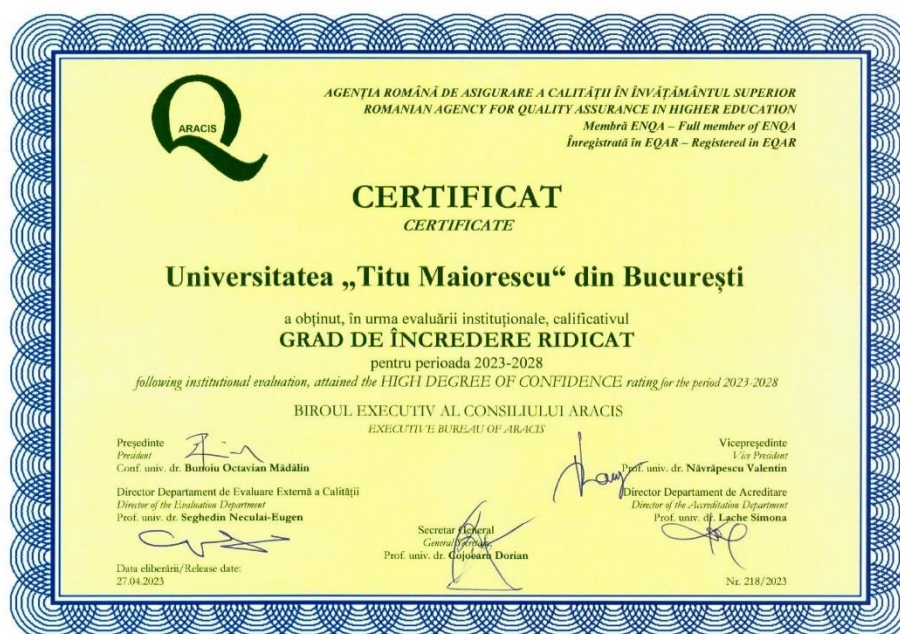 ARACIS
AGENȚIA ROMÂNĂ DE ASIGURARE A CALITĂȚII ÎN ÎNVĂȚĂMÂNTUL SUPERIOR
ROMANIAN AGENCY FOR QUALITY ASSURANCE IN HIGHER EDUCATION
Membră ENQA – Full member of ENQA
Înregistrată în EQAR – Registered in EQAR
CERTIFICAT
CERTIFICATE
Universitatea „Titu Maiorescu“ din București
a obținut, în urma evaluării instituționale, calificativul
GRAD DE ÎNCREDERE RIDICAT
pentru perioada 2023-2028
following institutional evaluation, attained the HIGH DEGREE OF CONFIDENCE rating for the period 2023-2028
BIROUL EXECUTIV AL CONSILIULUI ARACIS
EXECUTIVE BUREAU OF ARACIS
Președinte
President
Conf. univ. dr. Bunoiu Octavian Mădălin
Vicepreședinte
Vice President
Prof. univ. dr. Năvrăpescu Valentin
Director Departament de Evaluare Externă a Calității
Director of the Evaluation Department
Prof. univ. dr. Seghedin Neculai-Eugen
Director Departament de Acreditare
Director of the Accreditation Department
Prof. univ. dr. Lache Simona
Secretar General
General Secretary
Prof. univ. dr. Cojocaru Dorian
Data eliberării/Release date:
27.04.2023
Nr. 218/2023